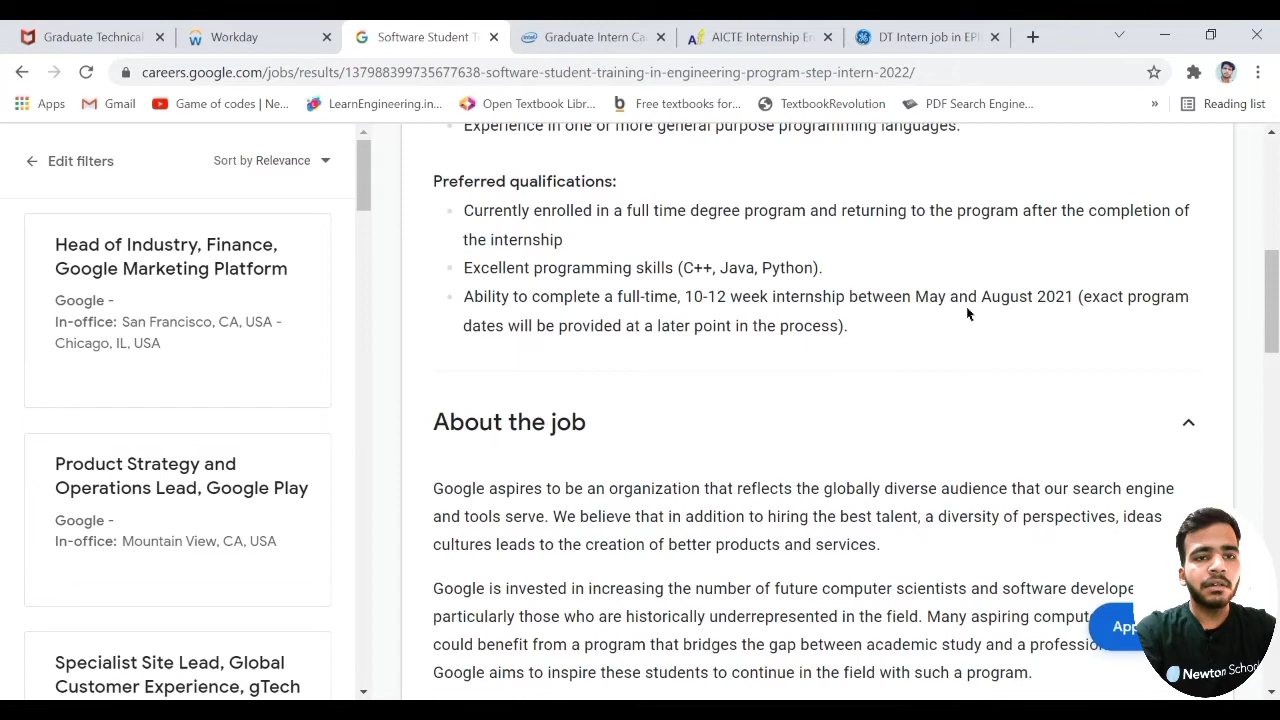 Graduate Technical
Workday
Software Student T
Graduate Intern Ca
AICTE Internship En
DT Intern job in EPI
careers.google.com/jobs/results/137988399735677638-software-student-training-in-engineering-program-step-intern-2022/
Apps
Gmail
Game of codes | Ne...
LearnEngineering.in...
Open Textbook Libr...
Free textbooks for...
TextbookRevolution
PDF Search Engine...
»
Reading list
Edit filters
Sort by Relevance
Head of Industry, Finance,
Google Marketing Platform
Google -
In-office: San Francisco, CA, USA -
Chicago, IL, USA
Product Strategy and
Operations Lead, Google Play
Google -
In-office: Mountain View, CA, USA
Specialist Site Lead, Global
Customer Experience, gTech
Experience in one or more general purpose programming languages.
Preferred qualifications:
Currently enrolled in a full time degree program and returning to the program after the completion of
the internship
Excellent programming skills (C++, Java, Python).
Ability to complete a full-time, 10-12 week internship between May and August 2021 (exact program
dates will be provided at a later point in the process).
About the job
Google aspires to be an organization that reflects the globally diverse audience that our search engine
and tools serve. We believe that in addition to hiring the best talent, a diversity of perspectives, ideas
cultures leads to the creation of better products and services.
Google is invested in increasing the number of future computer scientists and software develope
particularly those who are historically underrepresented in the field. Many aspiring comput
could benefit from a program that bridges the gap between academic study and a professio
Google aims to inspire these students to continue in the field with such a program.
App
Newton School